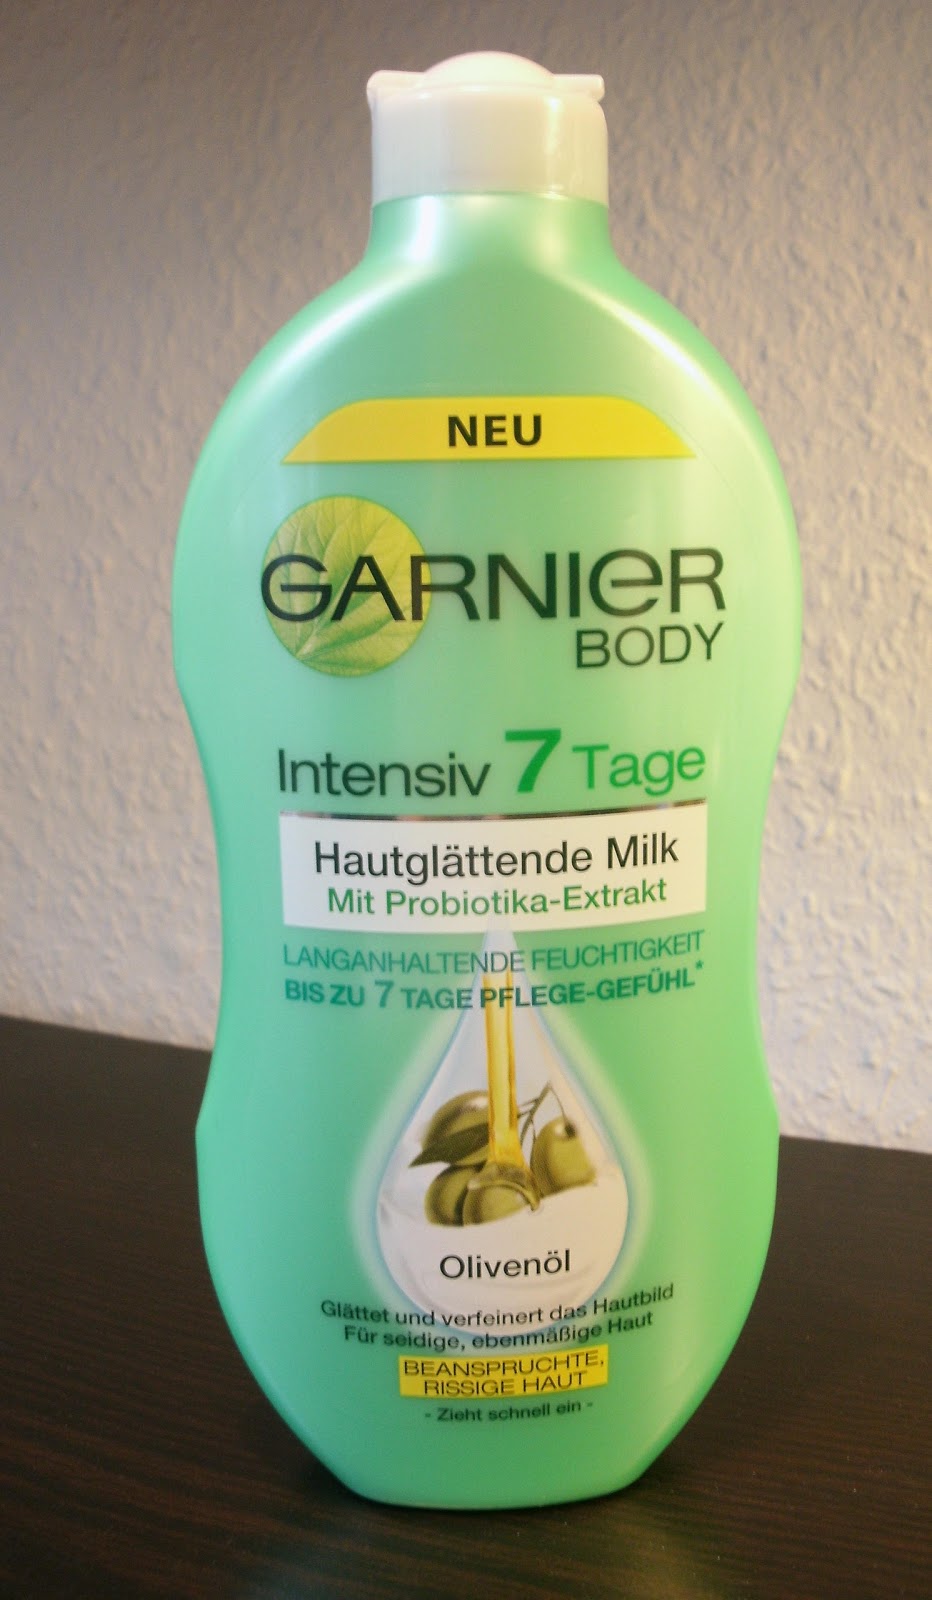 NEU
GARNIER
BODY
Intensiv 7 Tage
Hautglättende Milk
Mit Probiotika-Extrakt
LANGANHALTENDE FEUCHTIGKEIT
BIS ZU 7 TAGE PFLEGE-GEFÜHL*
Olivenöl
Glättet und verfeinert das Hautbild
Für seidige, ebenmäßige Haut
BEANSPRUCHTE,
RISSIGE HAUT
- Zieht schnell ein -